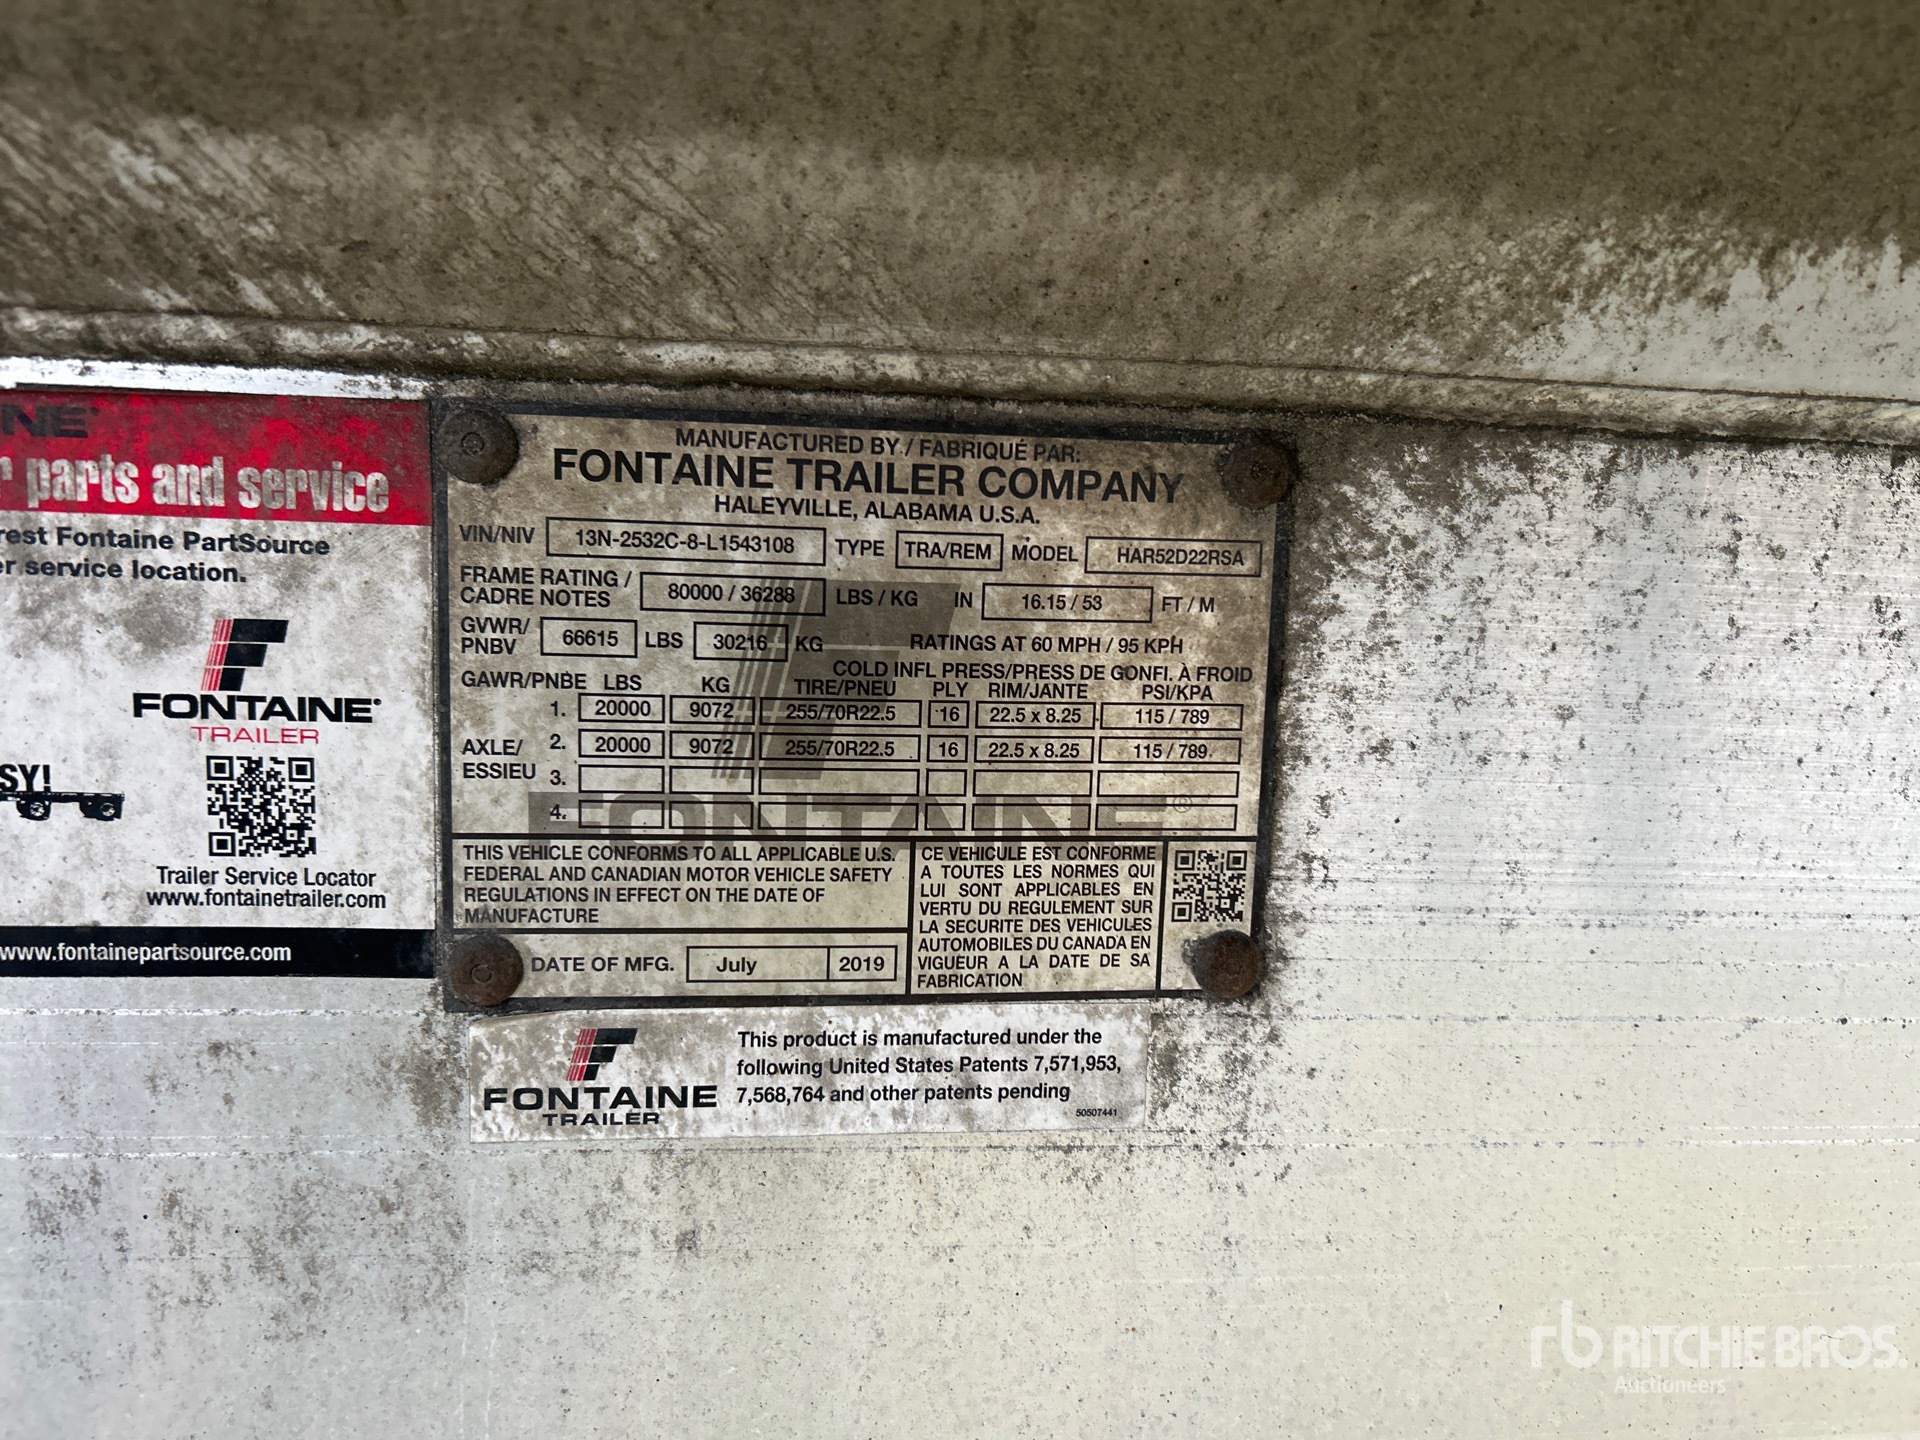 INE
parts and service
rest Fontaine PartSource
er service location.
FONTAINE®
TRAILER
SY!
Trailer Service Locator
www.fontainetrailer.com
www.fontainepartsource.com
MANUFACTURED BY / FABRIQUÉ PAR:
FONTAINE TRAILER COMPANY
HALEYVILLE, ALABAMA U.S.A.
VIN/NIV 13N-2532C-8-L1543108 TYPE TRA/REM MODEL HAR52D22RSA
FRAME RATING /
CADRE NOTES 80000 / 36288 LBS / KG IN 16.15 / 53 FT / M
GVWR/
PNBV 66615 LBS 30216 KG RATINGS AT 60 MPH / 95 KPH
COLD INFL PRESS/PRESS DE GONFI. À FROID
GAWR/PNBE LBS KG TIRE/PNEU PLY RIM/JANTE PSI/KPA
1. 20000 9072 255/70R22.5 16 22.5 x 8.25 115 / 789
AXLE/ 2. 20000 9072 255/70R22.5 16 22.5 x 8.25 115 / 789
ESSIEU 3.
4.
FONTAINE®
THIS VEHICLE CONFORMS TO ALL APPLICABLE U.S.
FEDERAL AND CANADIAN MOTOR VEHICLE SAFETY
REGULATIONS IN EFFECT ON THE DATE OF
MANUFACTURE
DATE OF MFG. July 2019
CE VEHICULE EST CONFORME
A TOUTES LES NORMES QUI
LUI SONT APPLICABLES EN
VERTU DU REGULEMENT SUR
LA SECURITE DES VEHICULES
AUTOMOBILES DU CANADA EN
VIGUEUR A LA DATE DE SA
FABRICATION
FONTAINE
TRAILER
This product is manufactured under the
following United States Patents 7,571,953,
7,568,764 and other patents pending
50507441
rb RITCHIE BROS.
Auctioneers